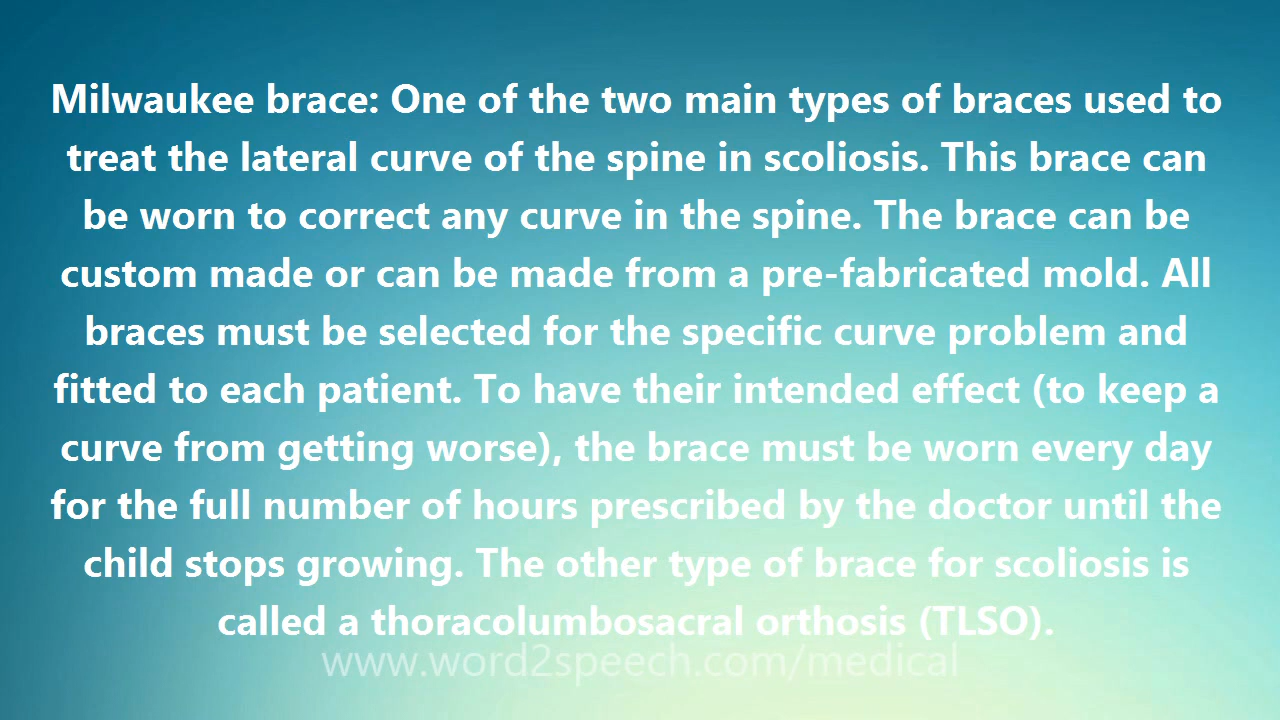 Milwaukee brace: One of the two main types of braces used to
treat the lateral curve of the spine in scoliosis. This brace can
be worn to correct any curve in the spine. The brace can be
custom made or can be made from a pre-fabricated mold. All
braces must be selected for the specific curve problem and
fitted to each patient. To have their intended effect (to keep a
curve from getting worse), the brace must be worn every day
for the full number of hours prescribed by the doctor until the
child stops growing. The other type of brace for scoliosis is
called a thoracolumbosacral orthosis (TLSO).
www.word2speech.com/medical